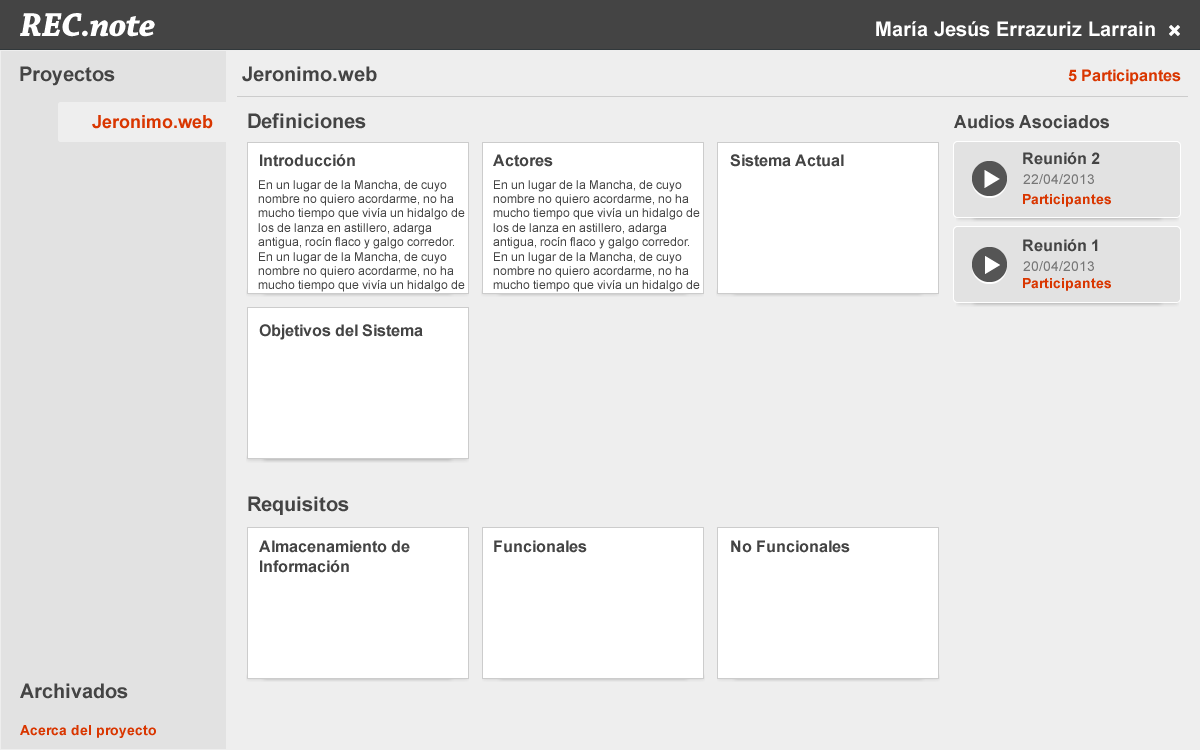 REC.note
María Jesús Errazuriz Larrain ×
Proyectos
Jeronimo.web
Archivados
Acerca del proyecto
Jeronimo.web
5 Participantes
Definiciones
Introducción
En un lugar de la Mancha, de cuyo
nombre no quiero acordarme, no ha
mucho tiempo que vivía un hidalgo de
los de lanza en astillero, adarga
antigua, rocín flaco y galgo corredor.
En un lugar de la Mancha, de cuyo
nombre no quiero acordarme, no ha
mucho tiempo que vivía un hidalgo de
Actores
En un lugar de la Mancha, de cuyo
nombre no quiero acordarme, no ha
mucho tiempo que vivía un hidalgo de
los de lanza en astillero, adarga
antigua, rocín flaco y galgo corredor.
En un lugar de la Mancha, de cuyo
nombre no quiero acordarme, no ha
mucho tiempo que vivía un hidalgo de
Sistema Actual
Objetivos del Sistema
Requisitos
Almacenamiento de
Información
Funcionales
No Funcionales
Audios Asociados
Reunión 2
22/04/2013
Participantes
Reunión 1
20/04/2013
Participantes